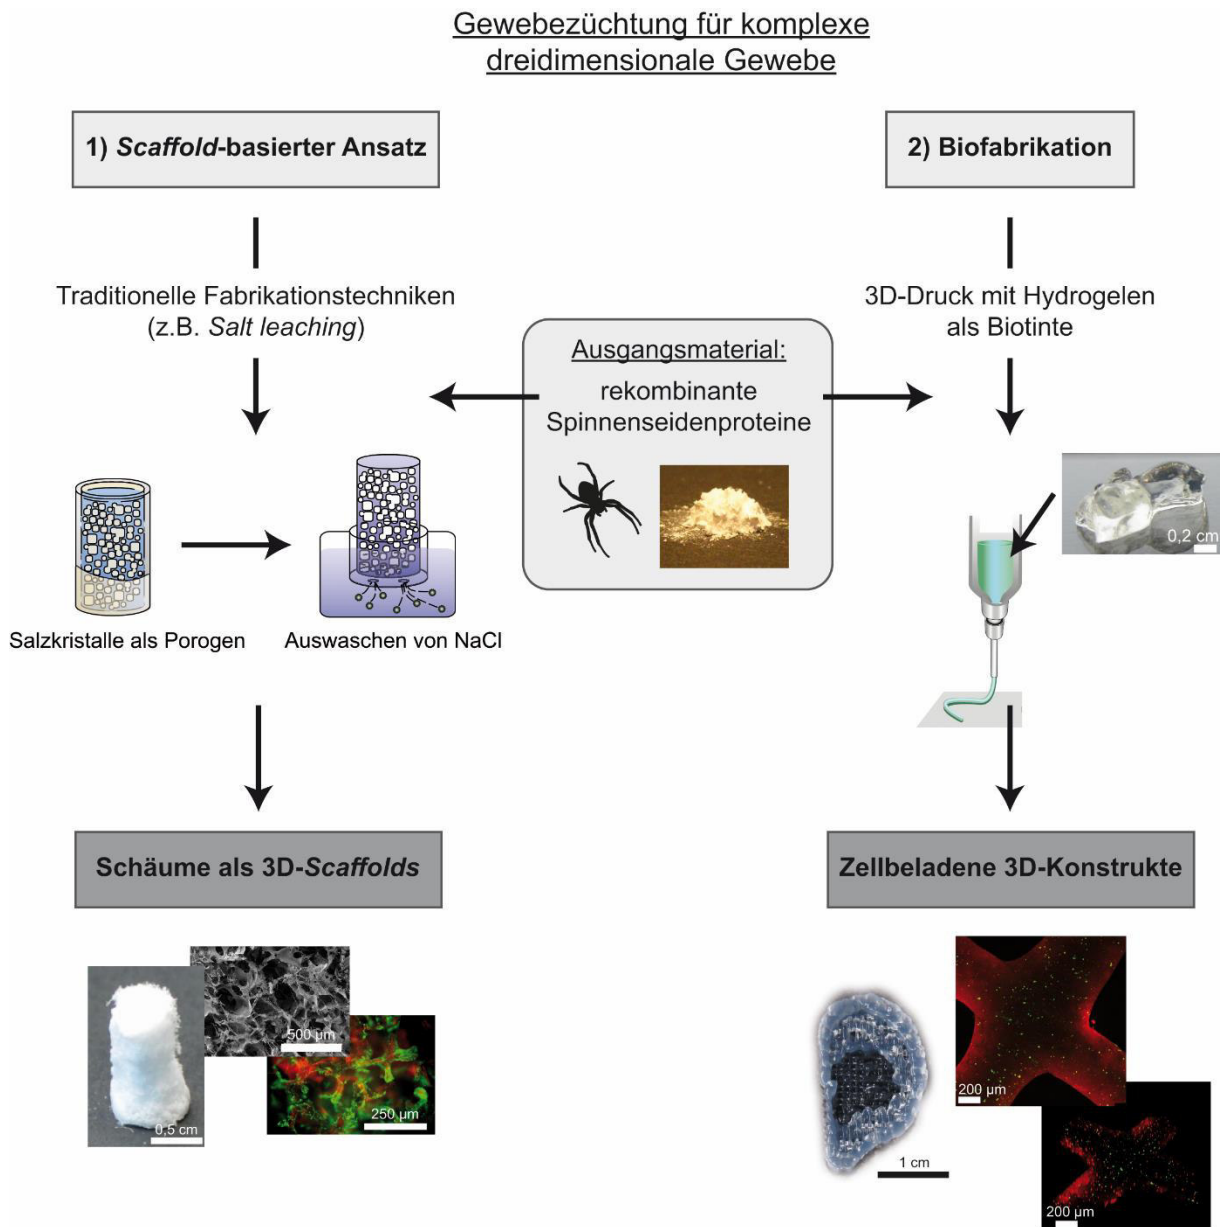 Gewebezüchtung für komplexe
dreidimensionale Gewebe
1) Scaffold-basierter Ansatz
2) Biofabrikation
Traditionelle Fabrikationstechniken
(z.B. Salt leaching)
3D-Druck mit Hydrogelen
als Biotinte
Ausgangsmaterial:
rekombinante
Spinnenseidenproteine
0,2 cm
Salzkristalle als Porogen
Auswaschen von NaCl
Schäume als 3D-Scaffolds
Zellbeladene 3D-Konstrukte
500 µm
250 µm
0,5 cm
200 µm
1 cm
200 µm